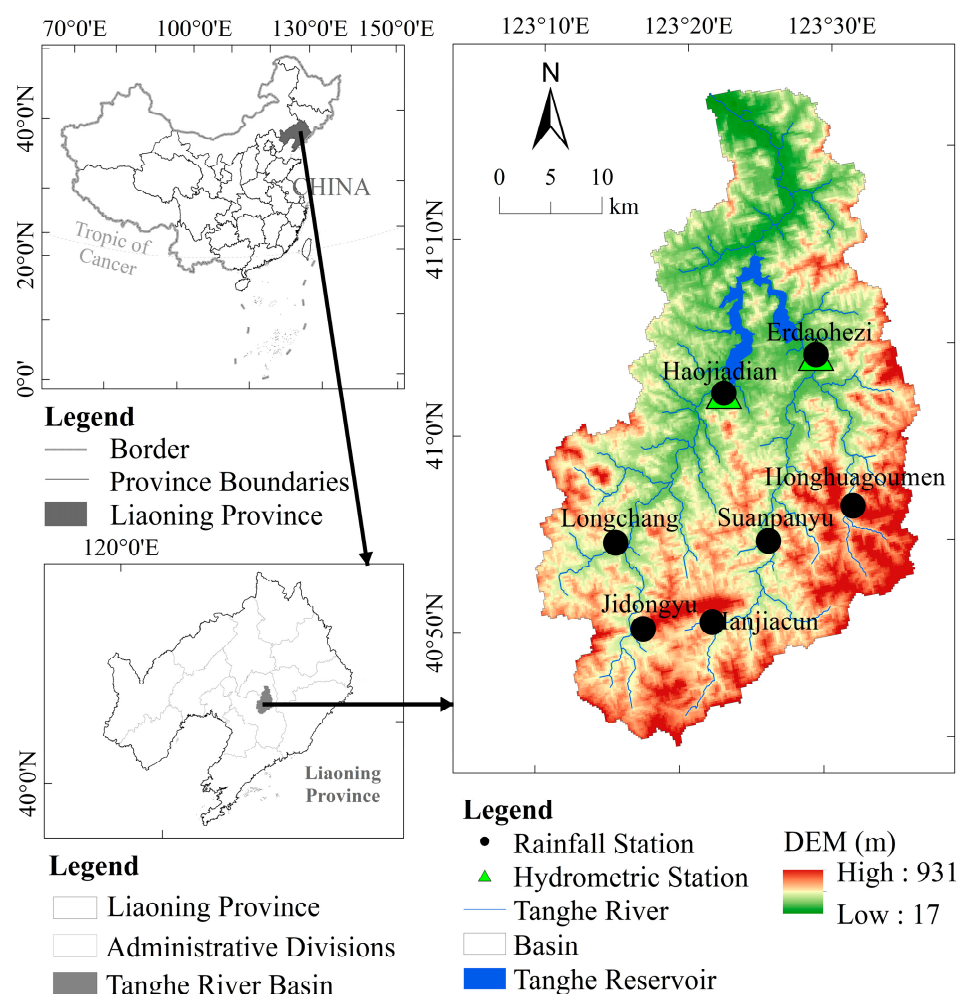 70°0'E 100°0'E 130°0'E 150°0'E
40°0'N
20°0'N
0°0'
CHINA
Tropic of
Cancer
Legend
Border
Province Boundaries
Liaoning Province
120°0'E
40°0'N
Liaoning
Province
Legend
Liaoning Province
Administrative Divisions
Tanghe River Basin
123°10'E 123°20'E 123°30'E
41°10'N
41°0'N
40°50'N
N
0 5 10
km
Erdaohezi
Haojiadian
Honghuagoumen
Longchang
Suanpanyu
Jidongyu
anjiacun
Legend
Rainfall Station
Hydromctric Station
Tanghe River
Basin
Tanghe Reservoir
DEM (m)
High : 931
Low : 17